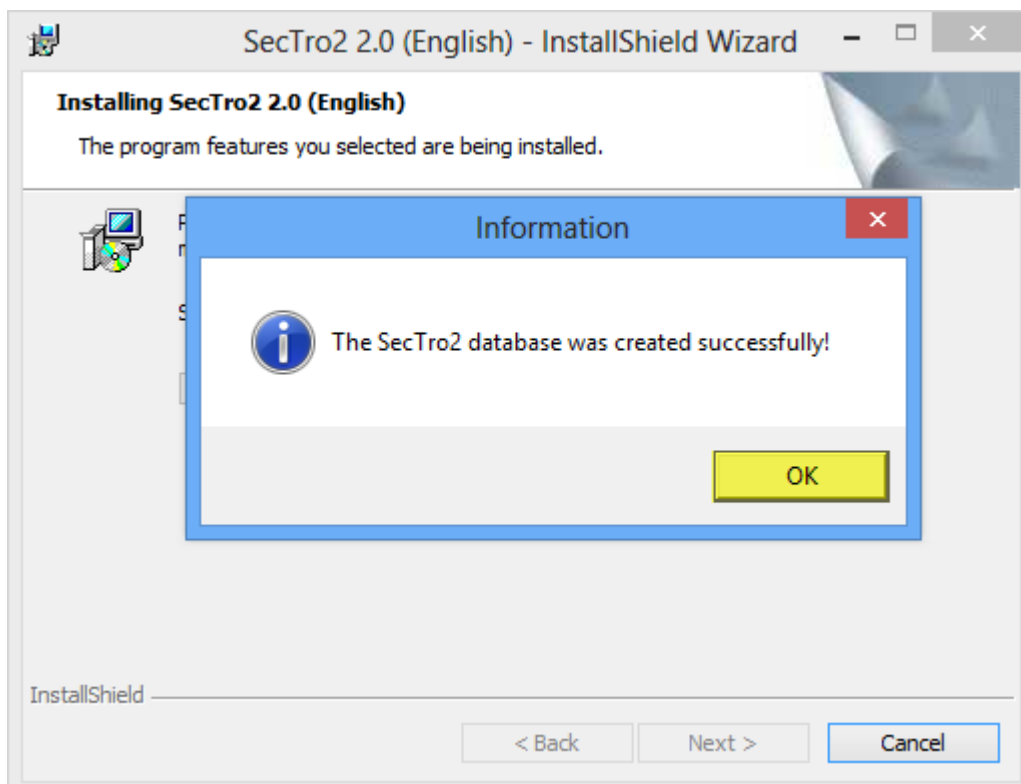 SecTro2 2.0 (English) - InstallShield Wizard
Installing SecTro2 2.0 (English)
The program features you selected are being installed.
Information
The SecTro2 database was created successfully!
OK
InstallShield
< Back Next > Cancel